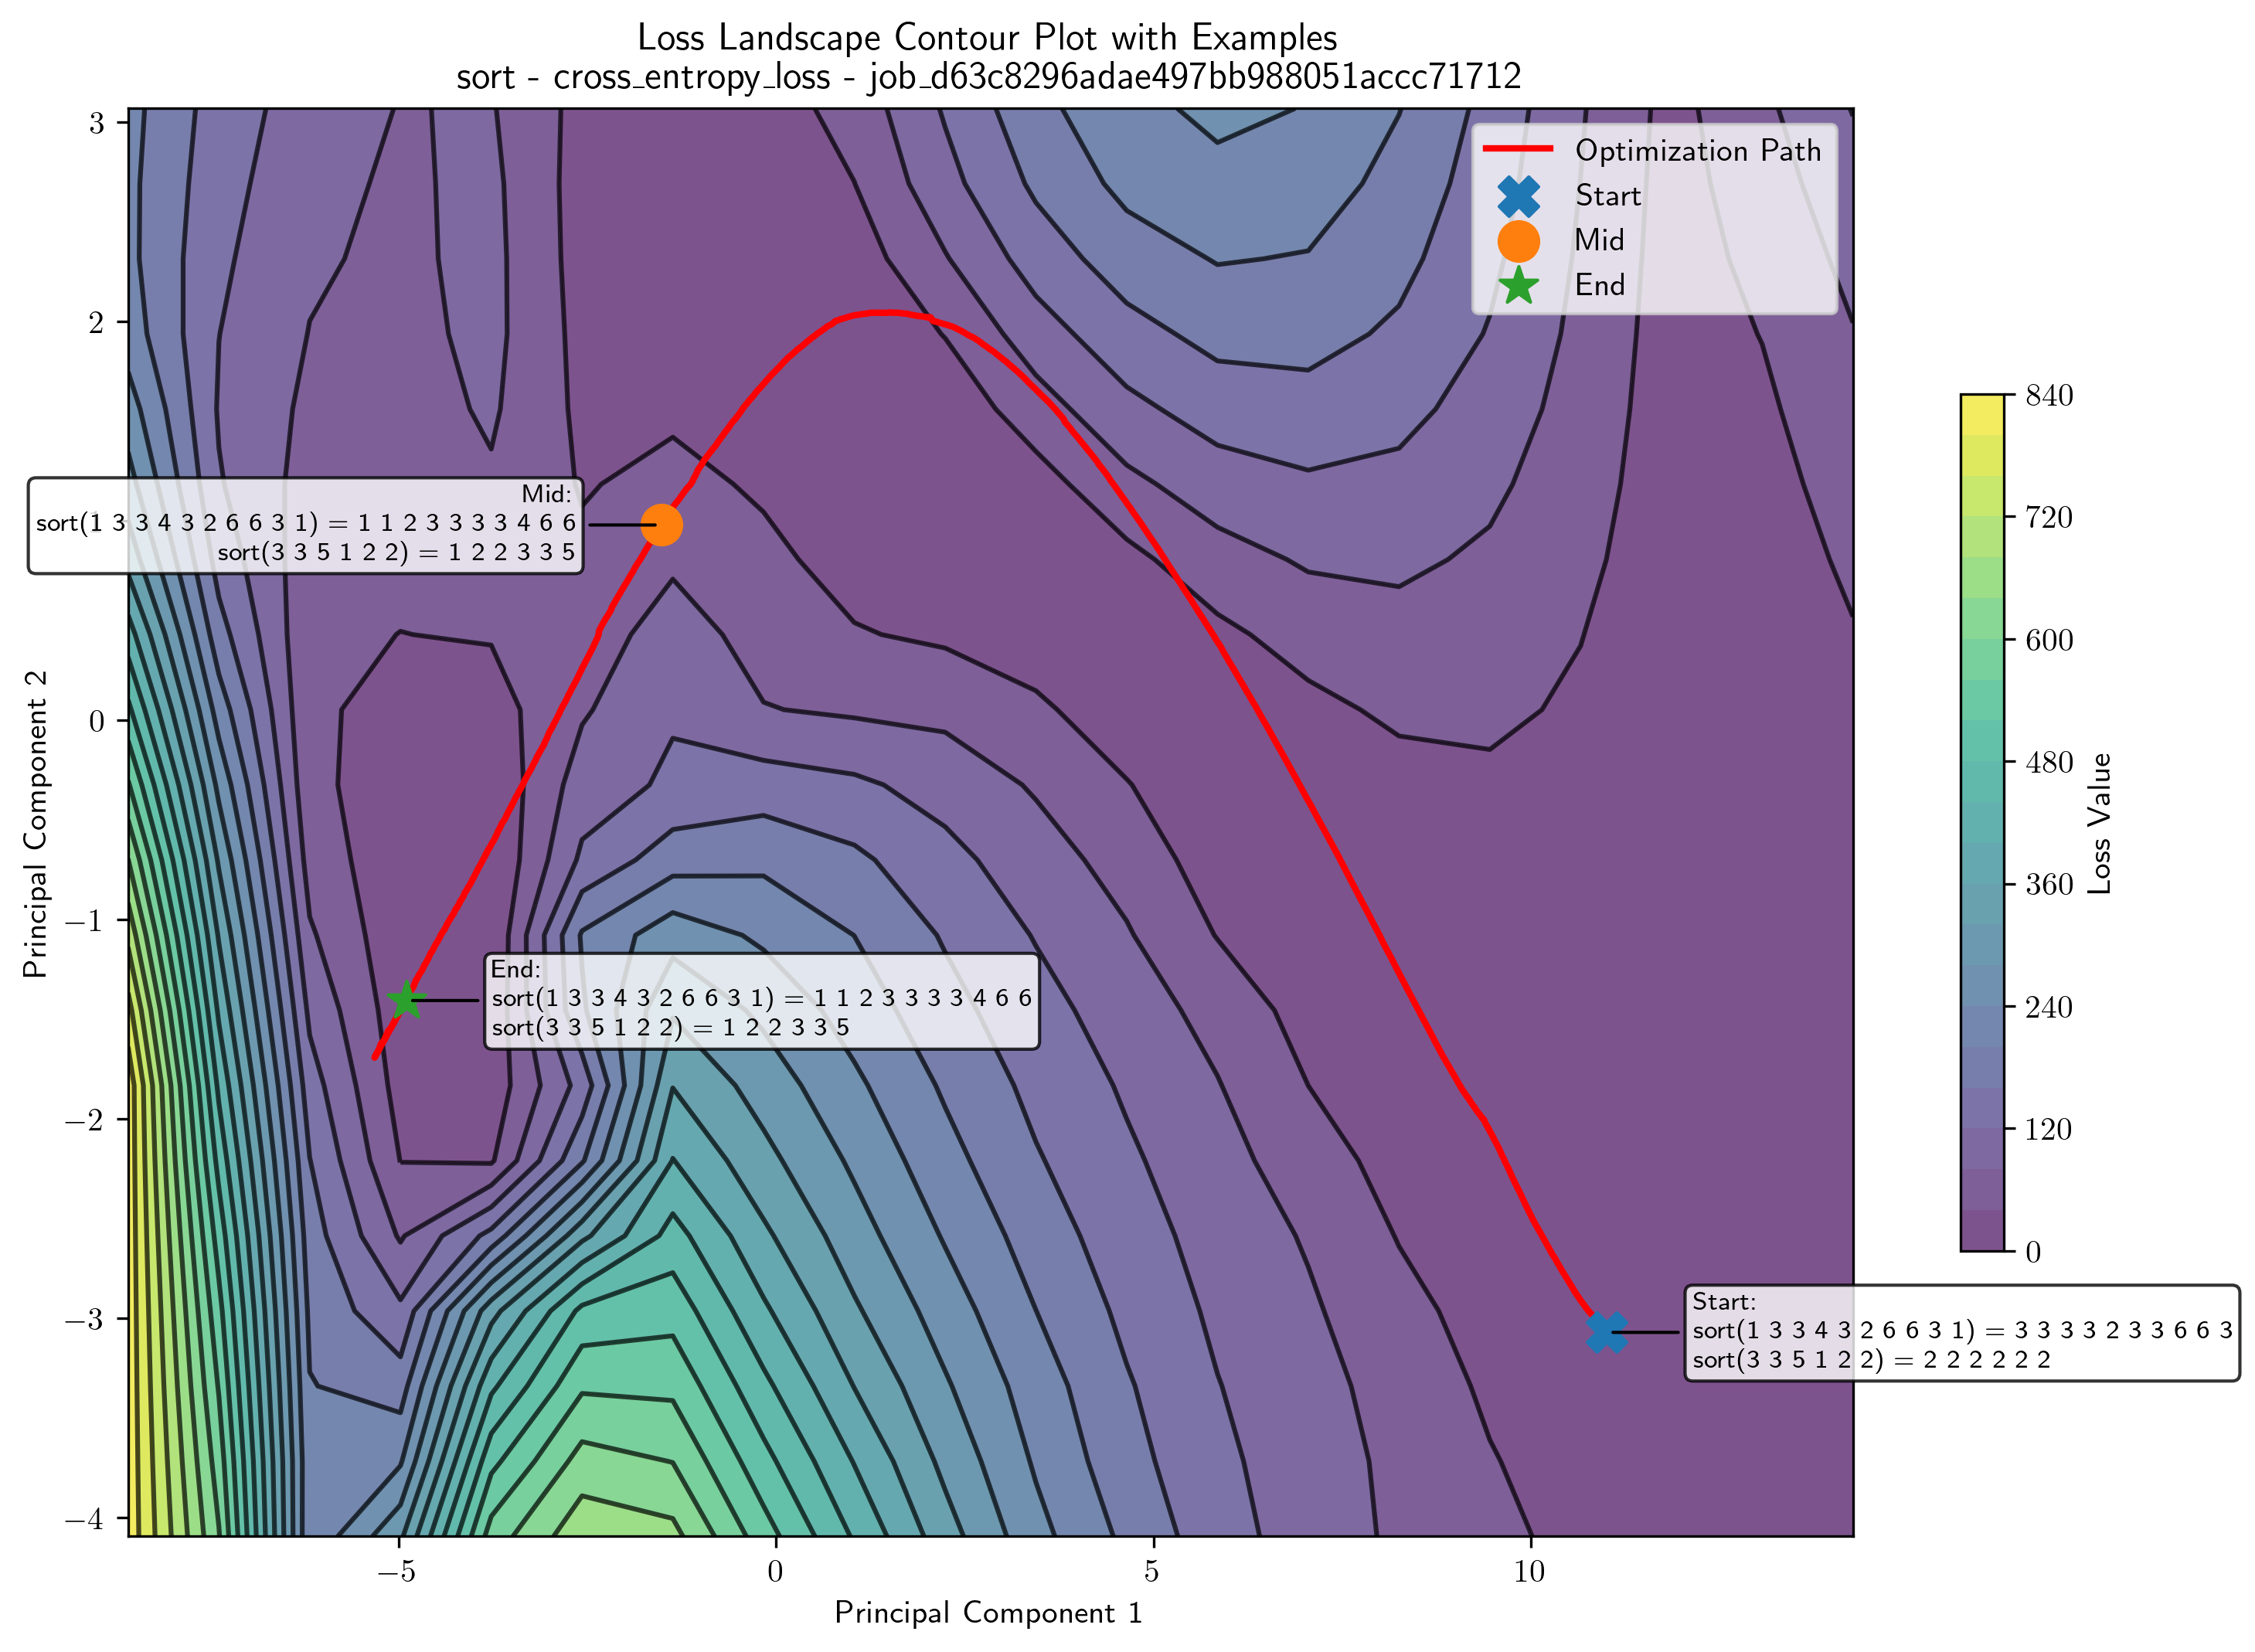 Loss Landscape Contour Plot with Examples
sort - cross_entropy_loss - job_d63c8296adae497bb988051accc71712
Optimization Path
Start
Mid
End
3
2
0
−1
−2
−3
−4
Principal Component 2
Mid:
sort(1 3 3 4 3 2 6 6 3 1) = 1 1 2 3 3 3 3 4 6 6
sort(3 3 5 1 2 2) = 1 2 2 3 3 5
End:
sort(1 3 3 4 3 2 6 6 3 1) = 1 1 2 3 3 3 3 4 6 6
sort(3 3 5 1 2 2) = 1 2 2 3 3 5
Start:
sort(1 3 3 4 3 2 6 6 3 1) = 3 3 3 3 2 3 3 6 6 3
sort(3 3 5 1 2 2) = 2 2 2 2 2 2
−5
0
5
10
Principal Component 1
840
720
600
480
360
240
120
0
Loss Value